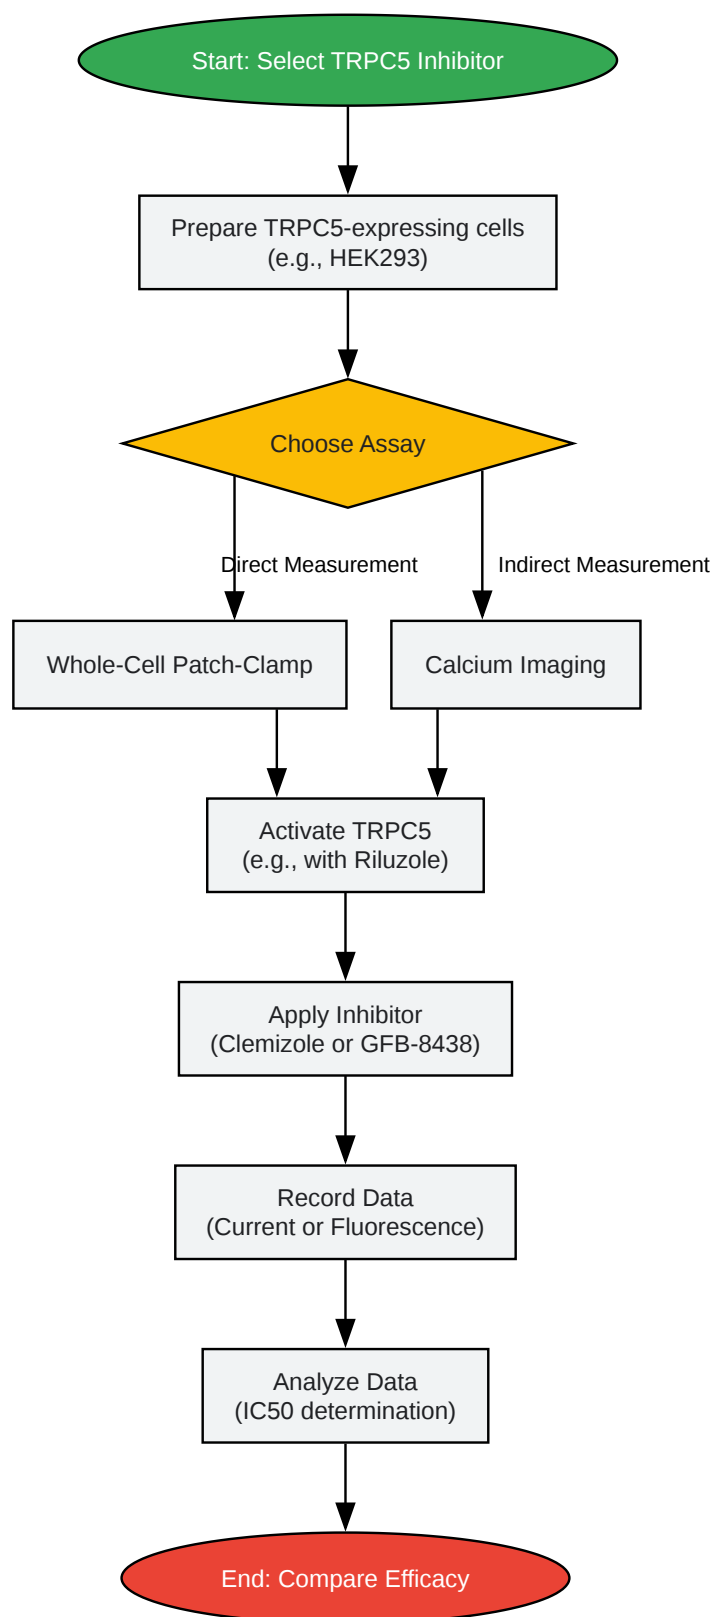 Start: Select TRPC5 Inhibitor
Prepare TRPC5-expressing cells
(e.g., HEK293)
Choose Assay
Direct Measurement
Indirect Measurement
Whole-Cell Patch-Clamp
Calcium Imaging
Activate TRPC5
(e.g., with Riluzole)
Apply Inhibitor
(Clemizole or GFB-8438)
Record Data
(Current or Fluorescence)
Analyze Data
(IC50 determination)
End: Compare Efficacy